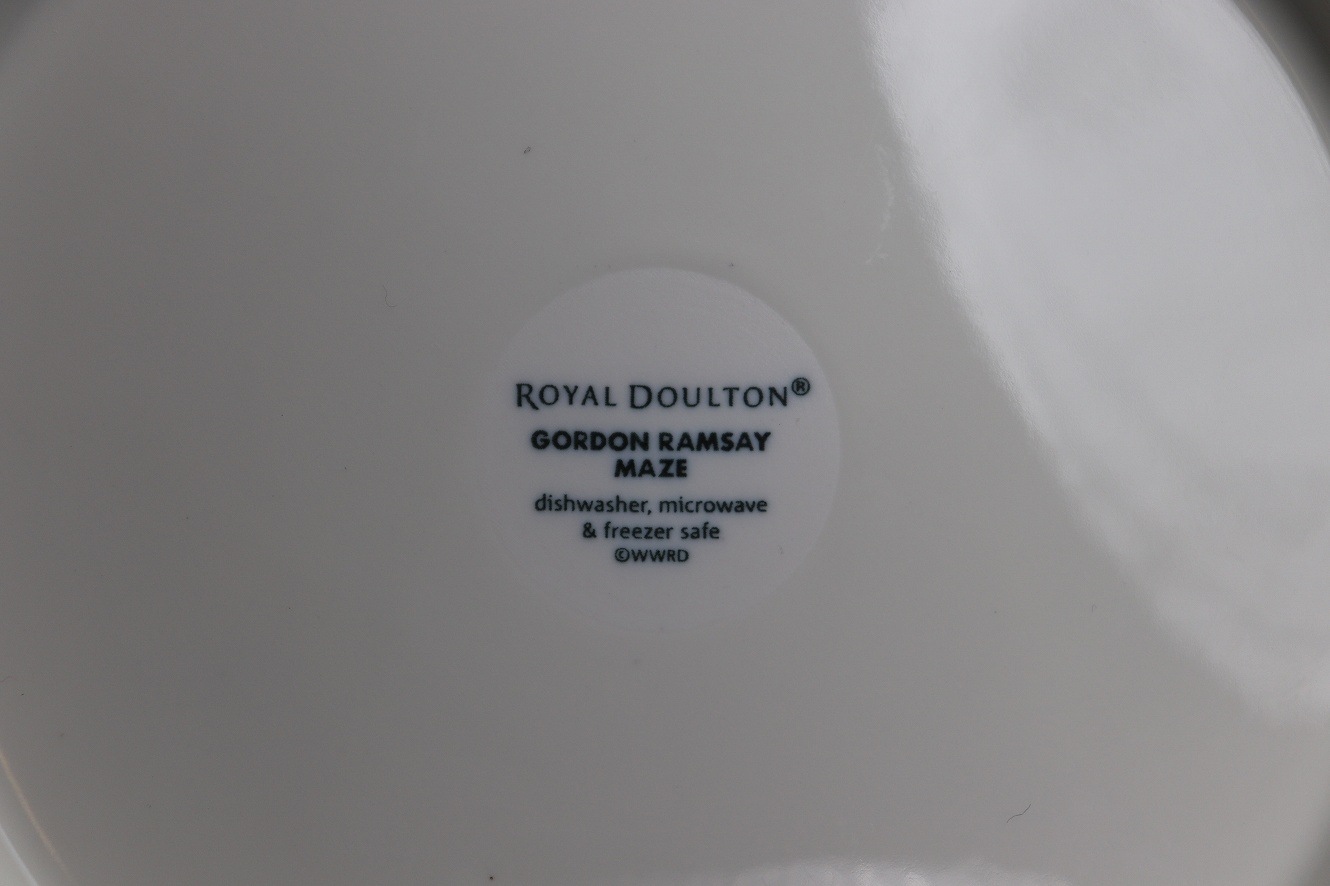 ROYAL DOULTON®
GORDON RAMSAY
MAZE
dishwasher, microwave
& freezer safe
©WWRD